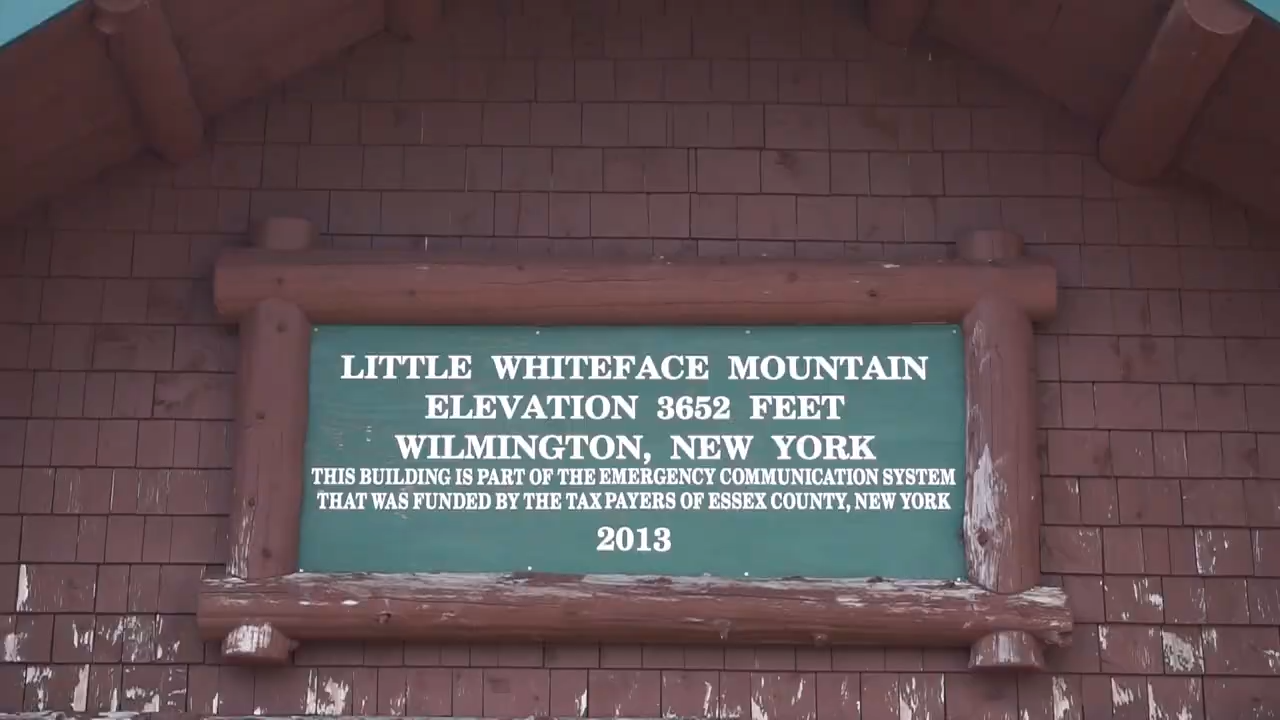 LITTLE WHITEFACE MOUNTAIN
ELEVATION 3652 FEET
WILMINGTON, NEW YORK
THIS BUILDING IS PART OF THE EMERGENCY COMMUNICATION SYSTEM
THAT WAS FUNDED BY THE TAX PAYERS OF ESSEX COUNTY, NEW YORK
2013